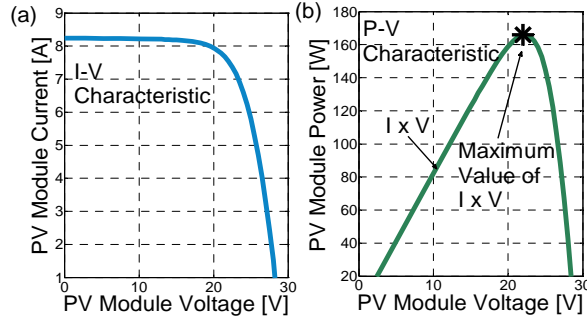 (a)
PV Module Current [A]
9
8
7
6
5
4
3
2
1
I-V
Characteristic
0
10
20
30
PV Module Voltage [V]
(b)
PV Module Power [W]
180
160
140
120
100
80
60
40
20
P-V
Characteristic
I x V
Maximum
Value of
I x V
0
10
20
30
PV Module Voltage [V]